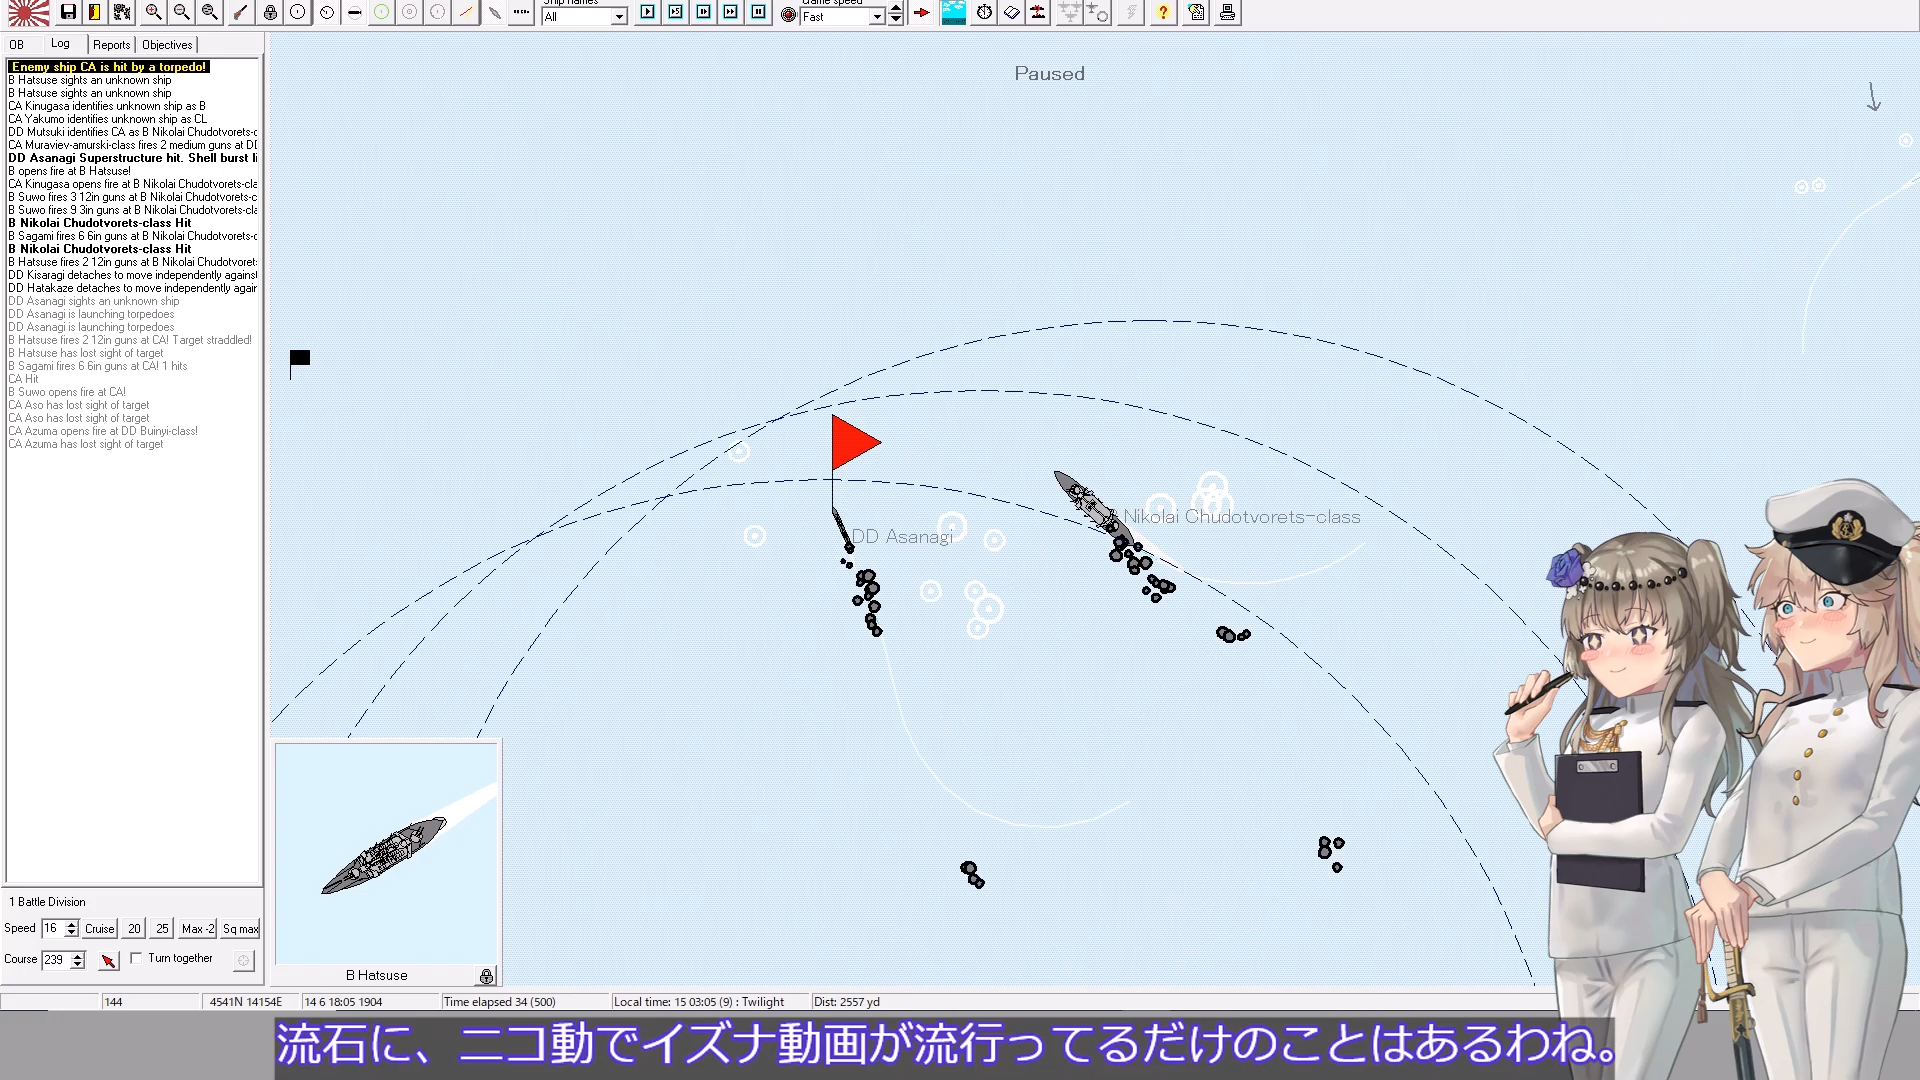 Ship names
All
Game speed
Fast
OB
Log
Reports
Objectives
Enemy ship CA is hit by a torpedo!
B Hatsuse sights an unknown ship
B Hatsuse sights an unknown ship
CA Kinugasa identifies unknown ship as B
CA Yakumo identifies unknown ship as CL
DD Mutsuki identifies CA as B Nikolai Chudotvorets-c
CA Muraviev-amurski-class fires 2 medium guns at DD
DD Asanagi Superstructure hit. Shell burst li
B opens fire at B Hatsuse!
CA Kinugasa opens fire at B Nikolai Chudotvorets-cla
B Suwo fires 3 12in guns at B Nikolai Chudotvorets-c
B Suwo fires 9 3in guns at B Nikolai Chudotvorets-cla
B Nikolai Chudotvorets-class Hit
B Sagami fires 6 6in guns at B Nikolai Chudotvorets-c
B Nikolai Chudotvorets-class Hit
B Hatsuse fires 2 12in guns at B Nikolai Chudotvoret
DD Kisaragi detaches to move independently against
DD Hatakaze detaches to move independently again
DD Asanagi sights an unknown ship
DD Asanagi is launching torpedoes
DD Asanagi is launching torpedoes
B Hatsuse fires 2 12in guns at CA! Target straddled!
B Hatsuse has lost sight of target
B Sagami fires 6 6in guns at CA! 1 hits
CA Hit
B Suwo opens fire at CA!
CA Aso has lost sight of target
CA Aso has lost sight of target
CA Azuma opens fire at DD Buinyi-class!
CA Azuma has lost sight of target
Paused
Nikolai Chudotvorets-class
DD Asanagi
1 Battle Division
Speed 16 Cruise 20 25 Max -2 Sq max
Course 239 Turn together
B Hatsuse
144 4541N 14154E 14 6 18:05 1904 Time elapsed 34 (500) Local time: 15 03:05 (9) : Twilight Dist: 2557 yd
流石に、ニコ動でイズナ動画が流行ってるだけのことはあるわね。